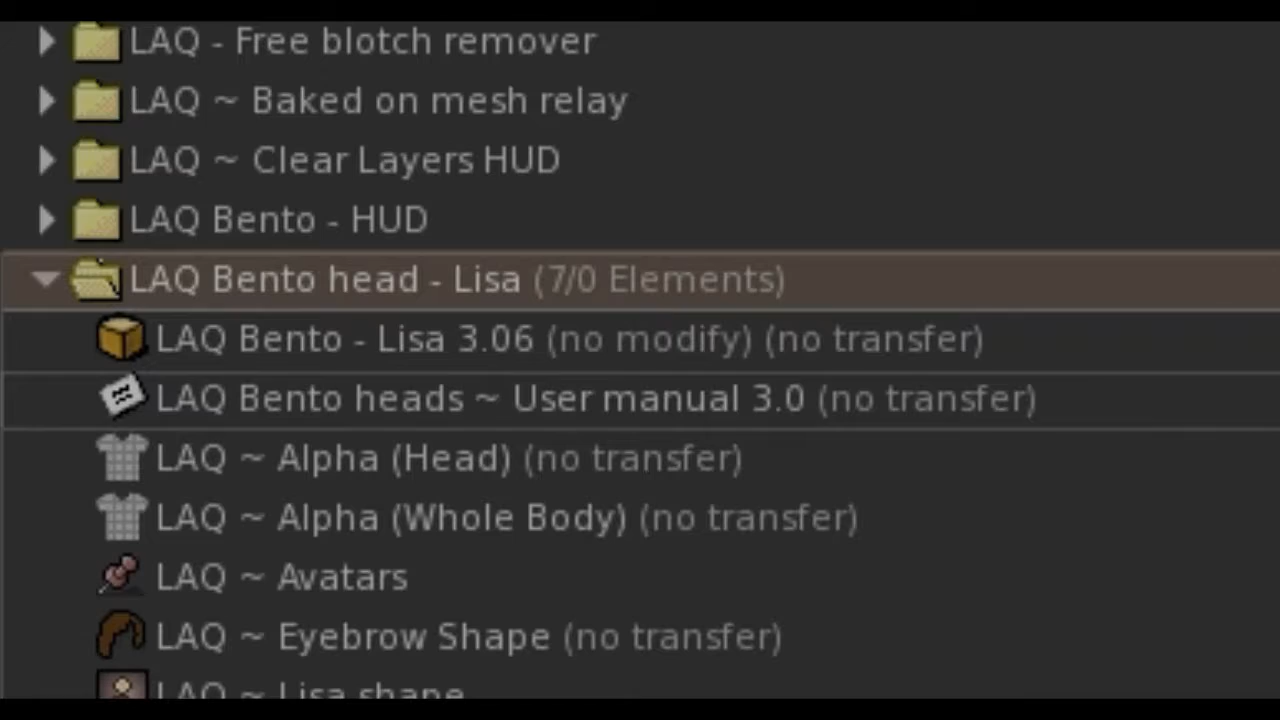 LAQ - Free blotch remover
LAQ ~ Baked on mesh relay
LAQ ~ Clear Layers HUD
LAQ Bento - HUD
LAQ Bento head - Lisa (7/0 Elements)
LAQ Bento - Lisa 3.06 (no modify) (no transfer)
LAQ Bento heads ~ User manual 3.0 (no transfer)
LAQ ~ Alpha (Head) (no transfer)
LAQ ~ Alpha (Whole Body) (no transfer)
LAQ ~ Avatars
LAQ ~ Eyebrow Shape (no transfer)
LAQ ~ Lisa shape